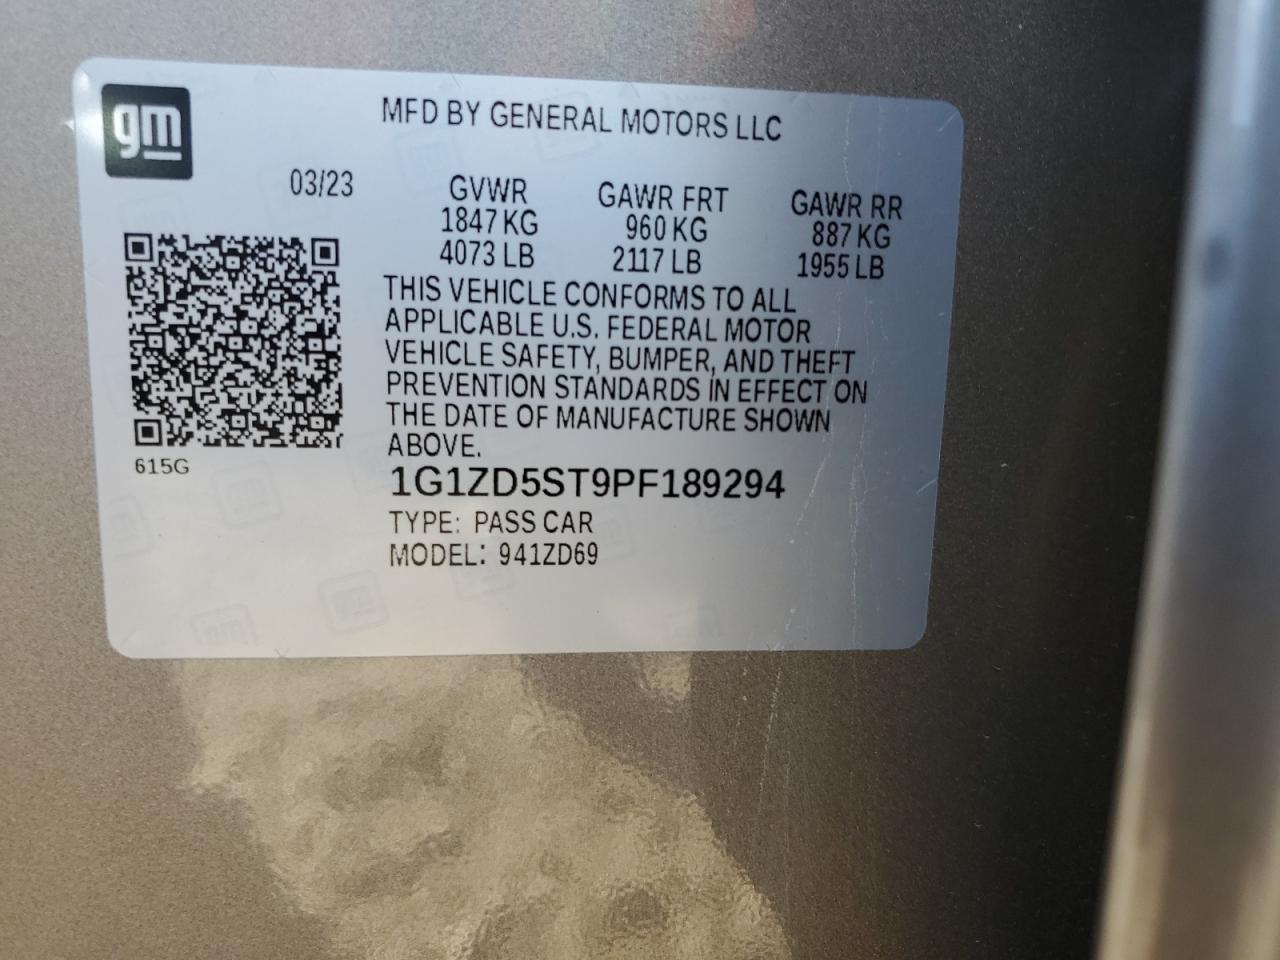 gm
MFD BY GENERAL MOTORS LLC
03/23
GVWR GAWR FRT GAWR RR
1847 KG 960 KG 887 KG
4073 LB 2117 LB 1955 LB
THIS VEHICLE CONFORMS TO ALL
APPLICABLE U.S. FEDERAL MOTOR
VEHICLE SAFETY, BUMPER, AND THEFT
PREVENTION STANDARDS IN EFFECT ON
THE DATE OF MANUFACTURE SHOWN
ABOVE.
615G
1G1ZD5ST9PF189294
TYPE: PASS CAR
MODEL: 941ZD69